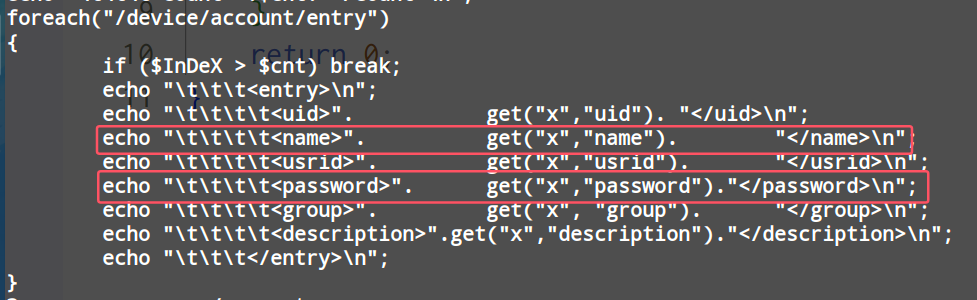 foreach("/device/account/entry")
{
10 return 0;
if ($InDeX > $cnt) break;
echo "\t\t\t<entry>\n";
echo "\t\t\t\t<uid>". get("x","uid"). "</uid>\n";
echo "\t\t\t\t<name>". get("x","name"). "</name>\n";
echo "\t\t\t\t<usrid>". get("x","usrid"). "</usrid>\n";
echo "\t\t\t\t<password>". get("x","password")."</password>\n";
echo "\t\t\t\t<group>". get("x", "group"). "</group>\n";
echo "\t\t\t\t<description>".get("x","description")."</description>\n";
echo "\t\t\t</entry>\n";
}